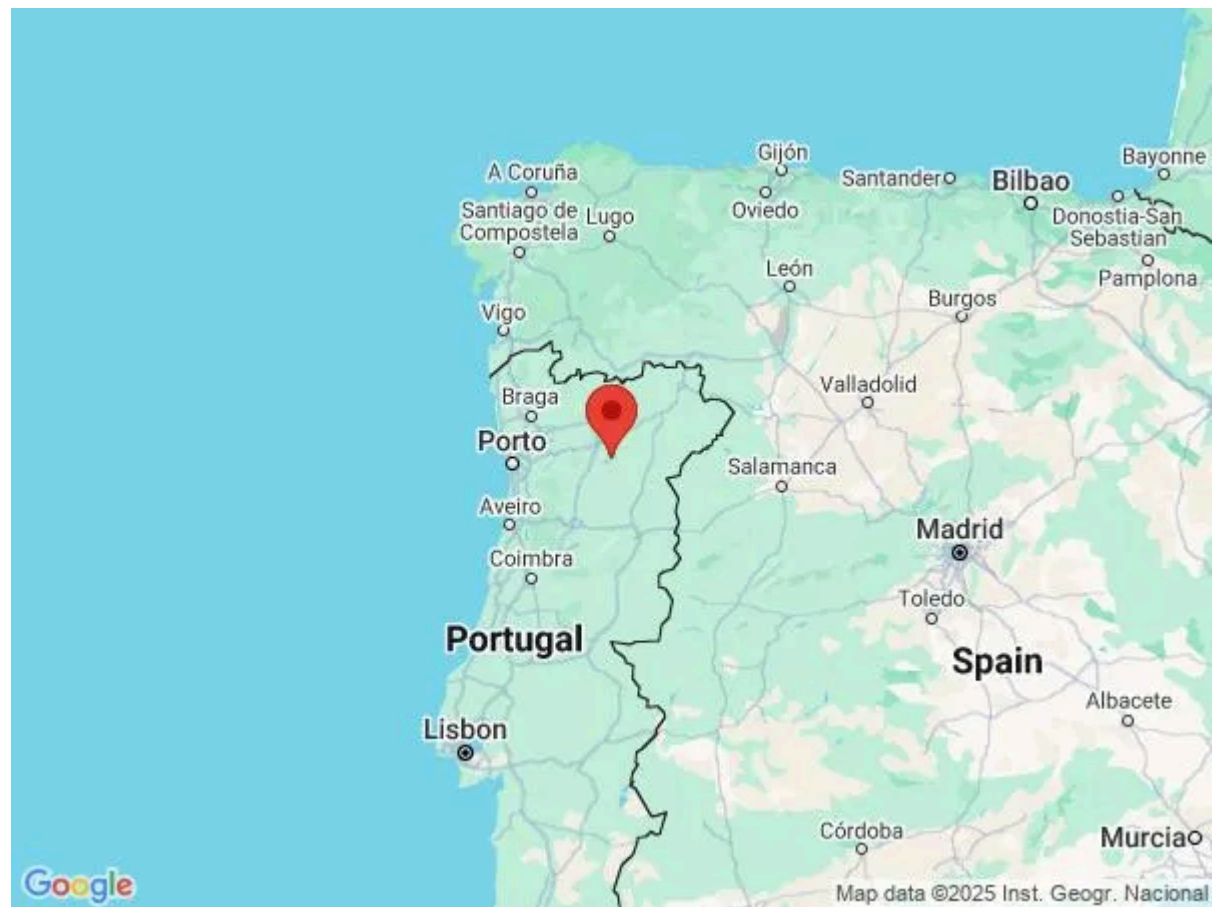 Gijón
Bayonne
A Coruña
Santander
Bilbao
Santiago de
Compostela
Lugo
Oviedo
Donostia-San
Sebastian
León
Pamplona
Burgos
Vigo
Valladolid
Braga
Porto
Salamanca
Aveiro
Madrid
Coimbra
Toledo
Portugal
Spain
Albacete
Lisbon
Córdoba
Murcia
Google
Map data ©2025 Inst. Geogr. Nacional